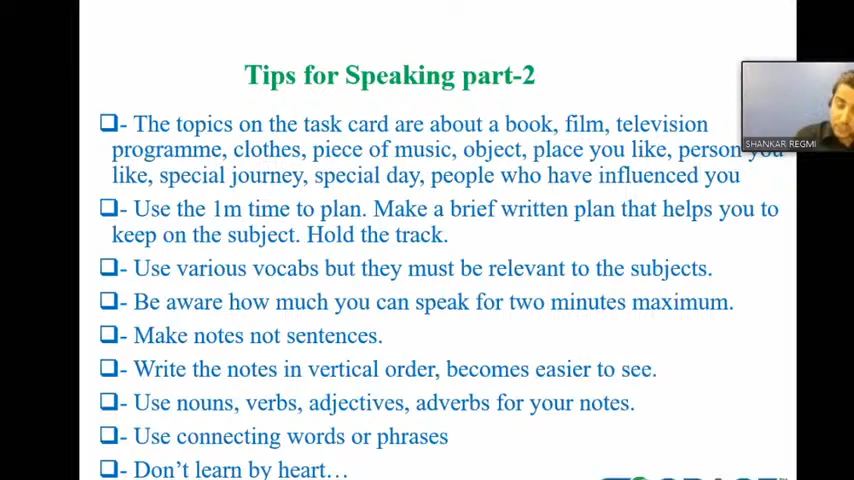 Tips for Speaking part-2
❑- The topics on the task card are about a book, film, television
programme, clothes, piece of music, object, place you like, person you
like, special journey, special day, people who have influenced you
❑- Use the 1m time to plan. Make a brief written plan that helps you to
keep on the subject. Hold the track.
❑- Use various vocabs but they must be relevant to the subjects.
❑- Be aware how much you can speak for two minutes maximum.
❑- Make notes not sentences.
❑- Write the notes in vertical order, becomes easier to see.
❑- Use nouns, verbs, adjectives, adverbs for your notes.
❑- Use connecting words or phrases
❑- Don’t learn by heart…
SHANKAR REGMI